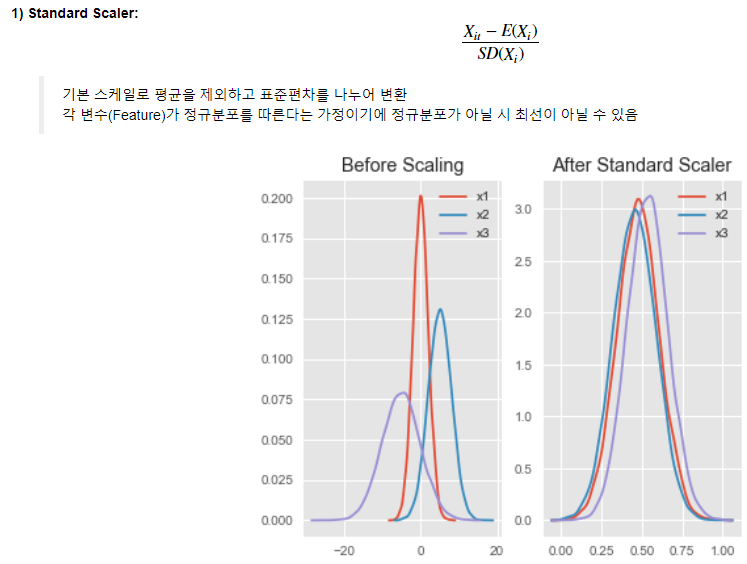 1) Standard Scaler:
Xit − E(Xi)
SD(Xi)
기본 스케일로 평균을 제외하고 표준편차를 나누어 변환
각 변수(Feature)가 정규분포를 따른다는 가정이기에 정규분포가 아닐 시 최선이 아닐 수 있음
Before Scaling
x1
x2
x3
0.200
0.175
0.150
0.125
0.100
0.075
0.050
0.025
0.000
−20 0 20
After Standard Scaler
x1
x2
x3
3.0
2.5
2.0
1.5
1.0
0.5
0.0
0.00 0.25 0.50 0.75 1.00